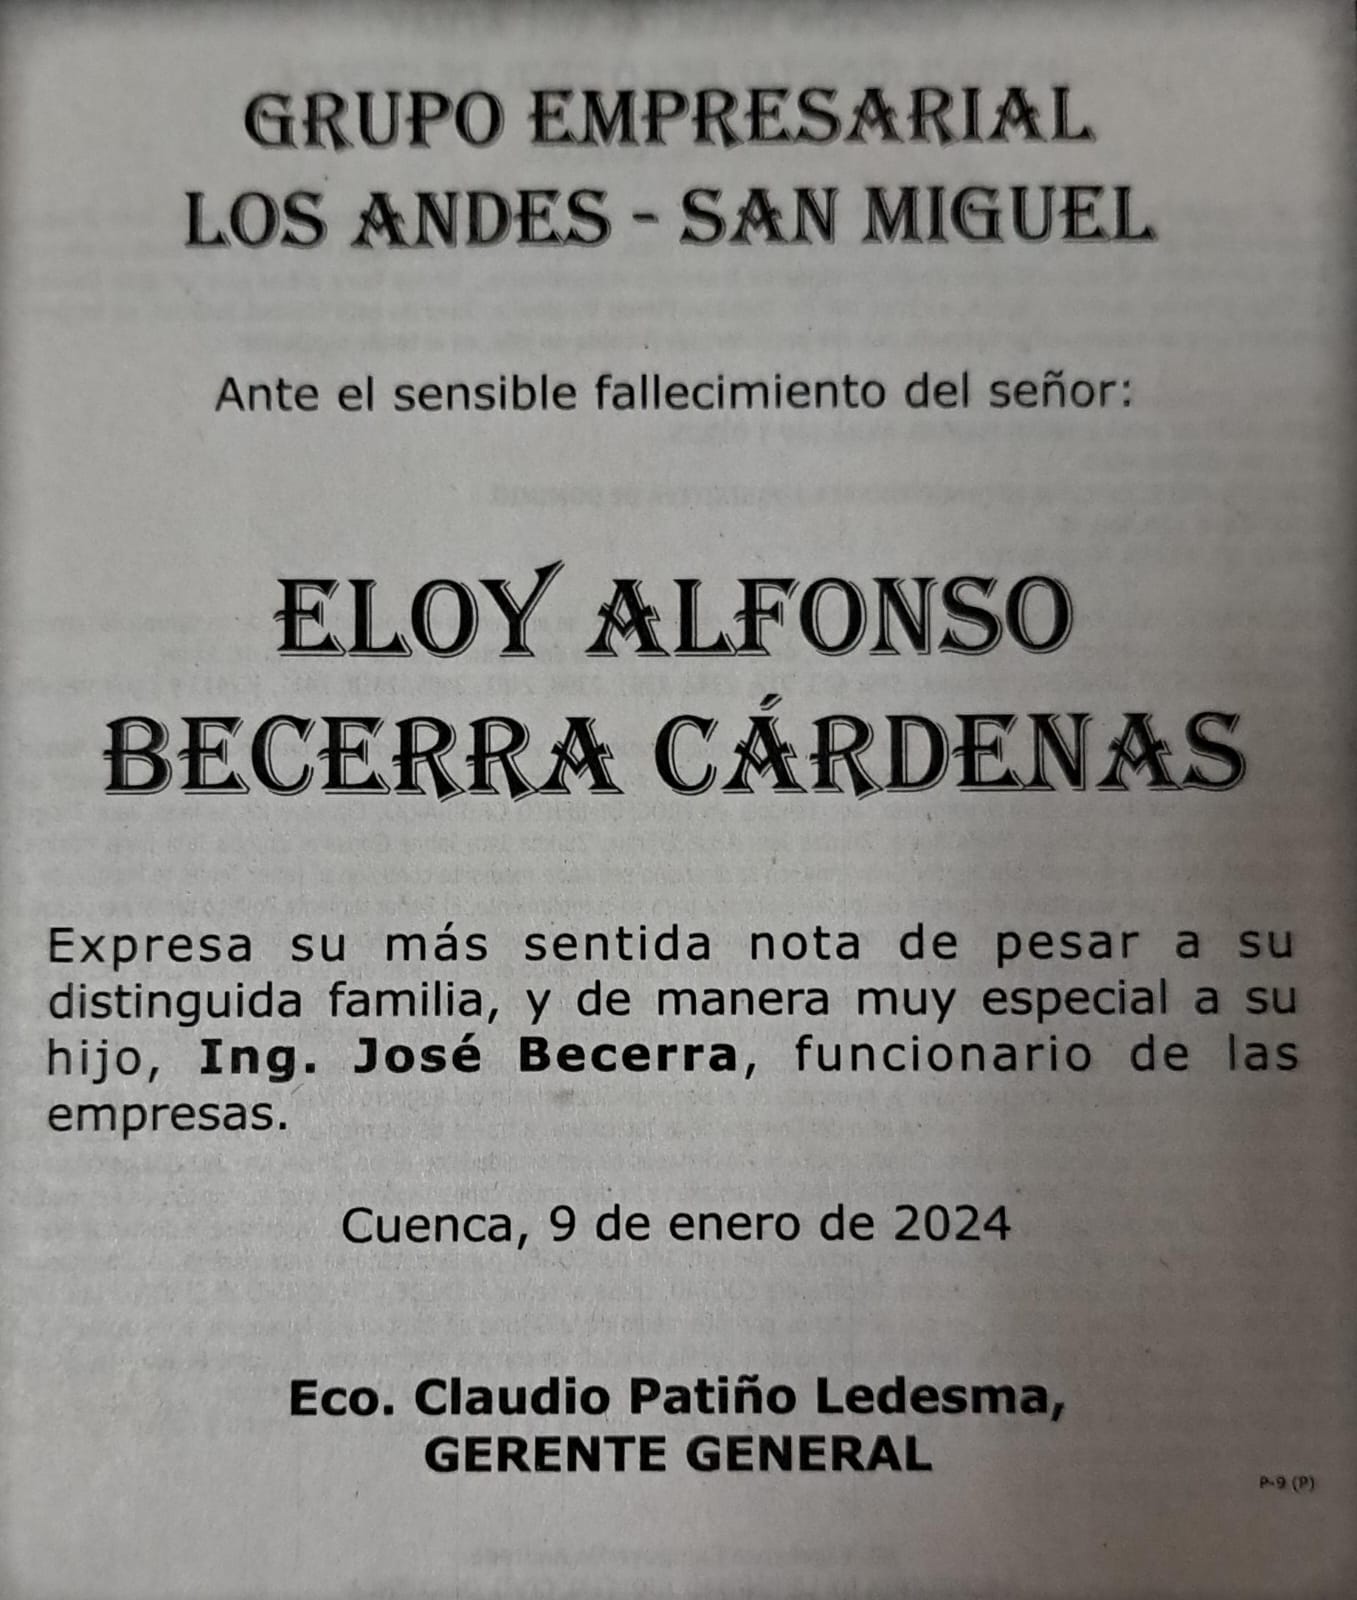 GRUPO EMPRESARIAL
LOS ANDES - SAN MIGUEL
Ante el sensible fallecimiento del señor:
ELOY ALFONSO
BECERRA CÁRDENAS
Expresa su más sentida nota de pesar a su
distinguida familia, y de manera muy especial a su
hijo, Ing. José Becerra, funcionario de las
empresas.
Cuenca, 9 de enero de 2024
Eco. Claudio Patiño Ledesma,
GERENTE GENERAL
P-9 (P)